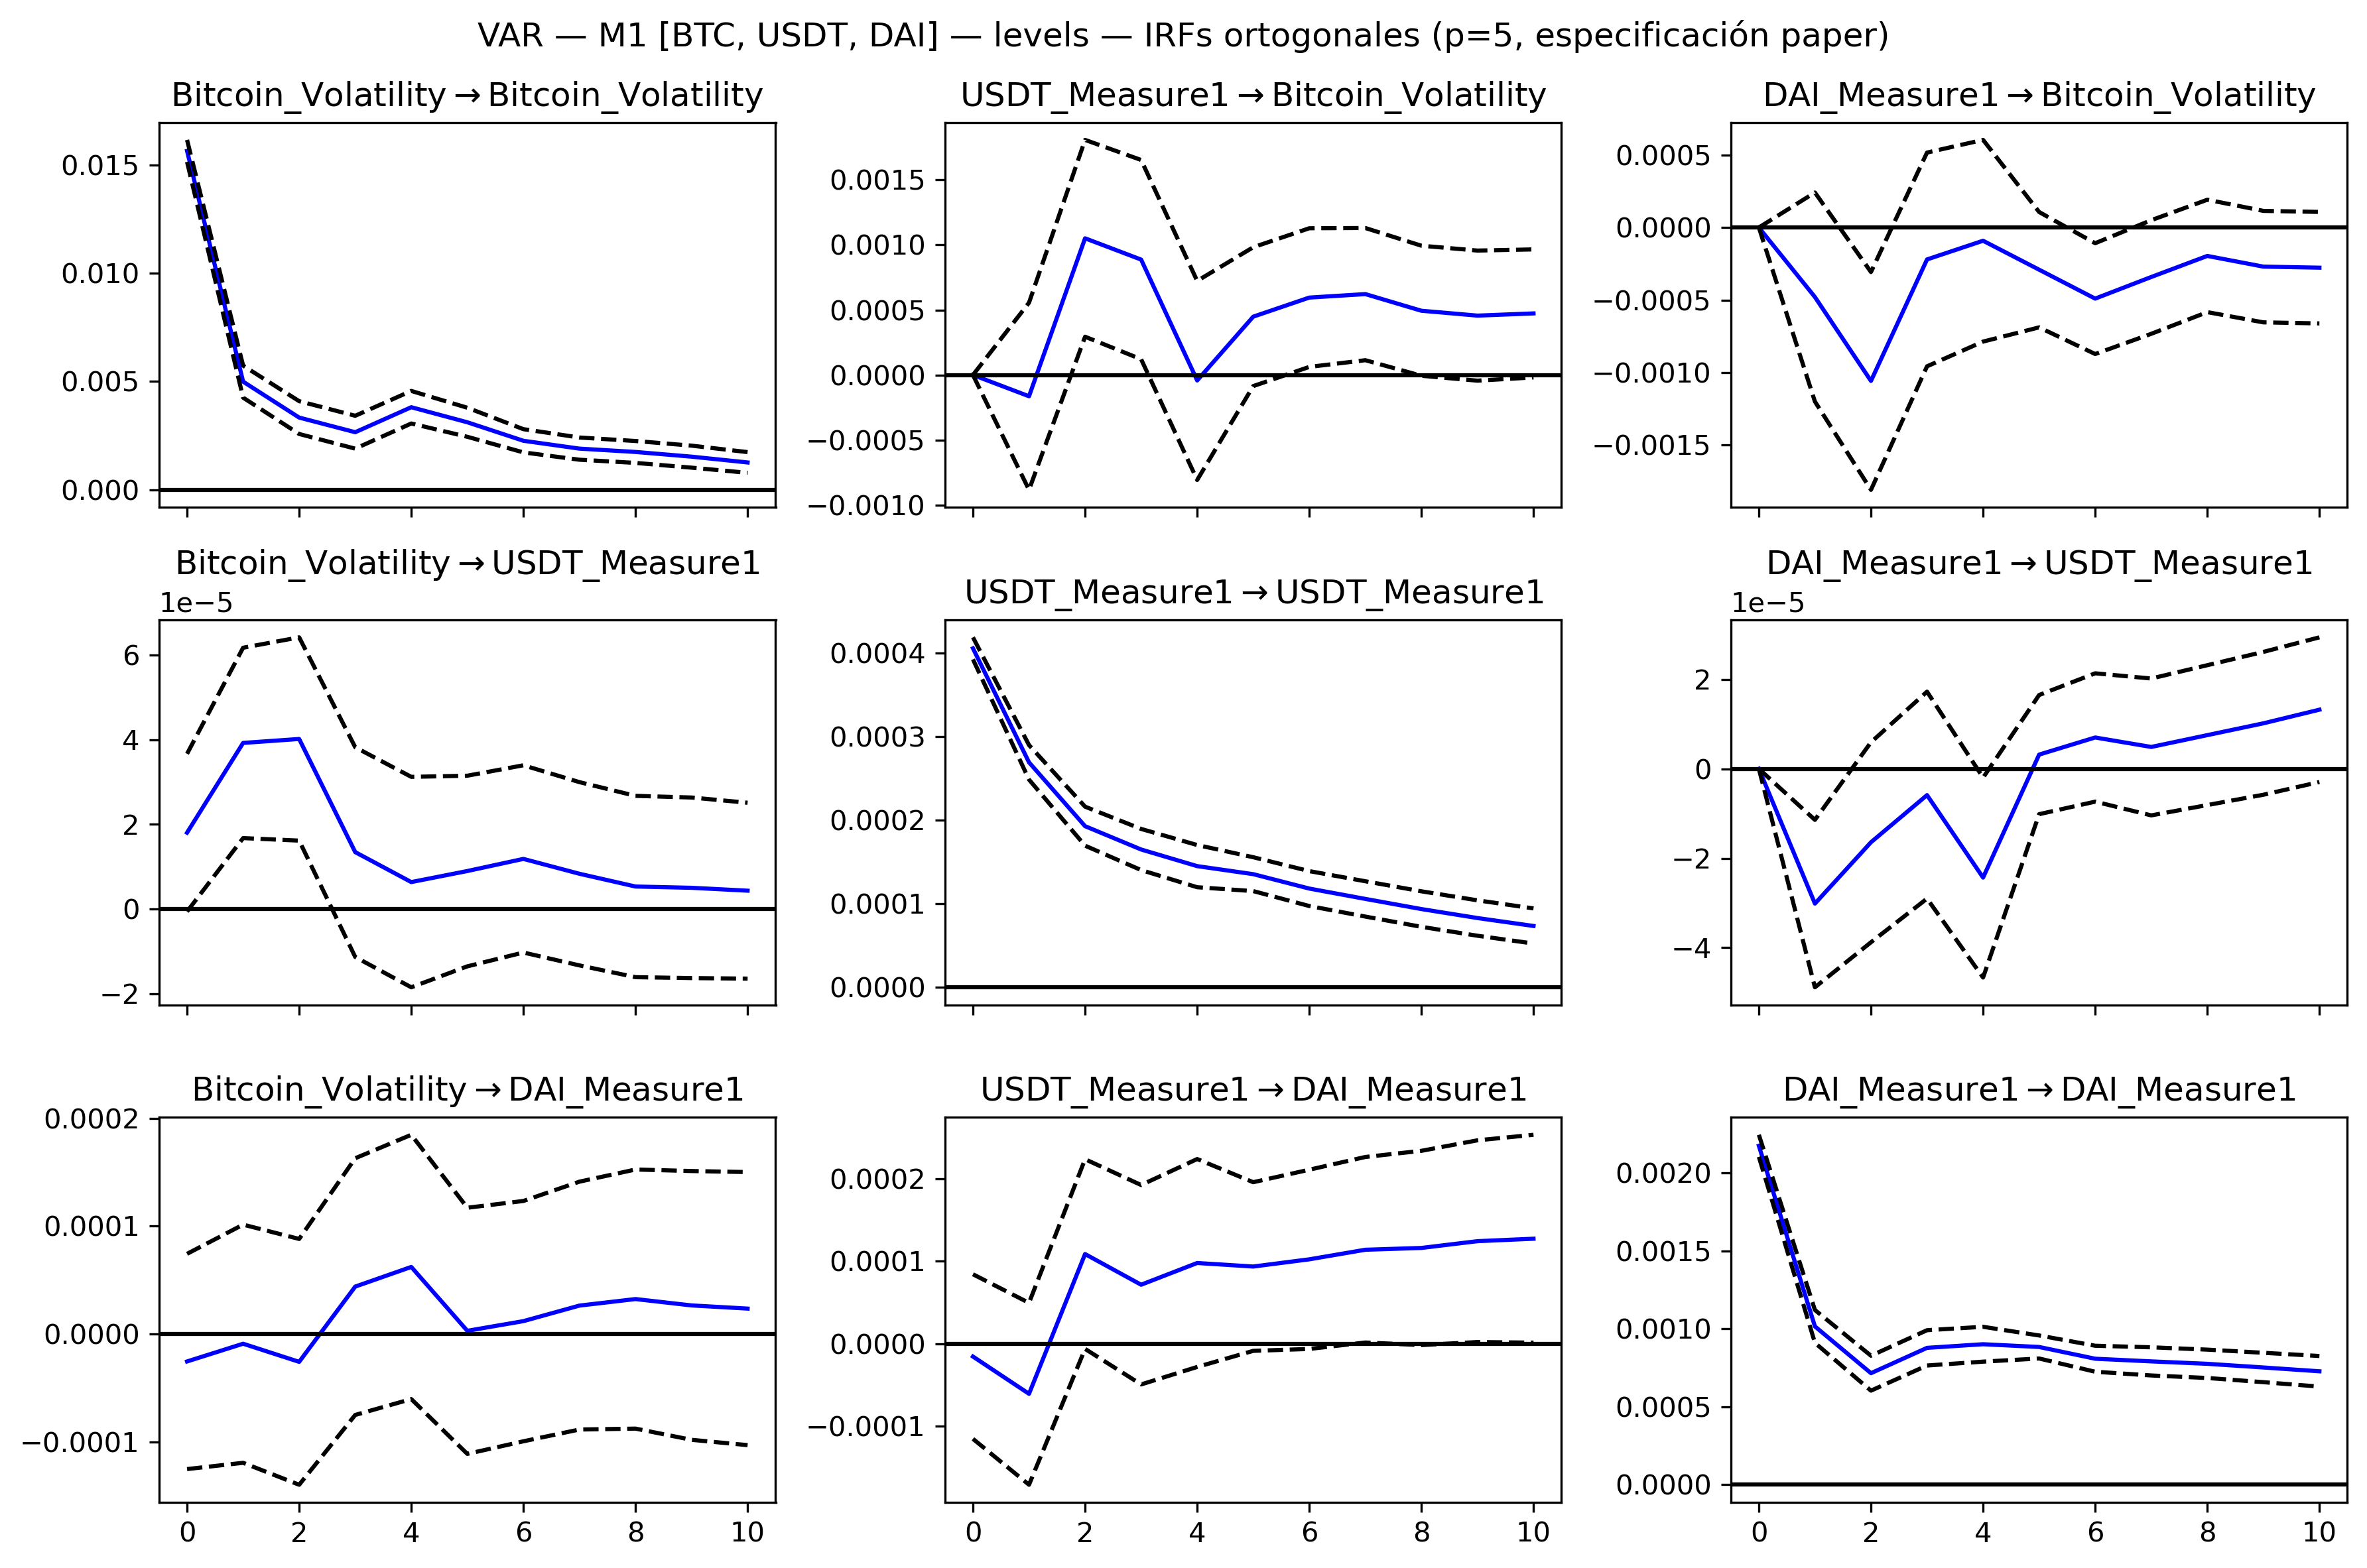 VAR — M1 [BTC, USDT, DAI] — levels — IRFs ortogonales (p=5, especificación paper)
Bitcoin_Volatility→Bitcoin_Volatility
0.015
0.010
0.005
0.000
USDT_Measure1→Bitcoin_Volatility
0.0015
0.0010
0.0005
0.0000
−0.0005
−0.0010
DAI_Measure1→Bitcoin_Volatility
0.0005
0.0000
−0.0005
−0.0010
−0.0015
Bitcoin_Volatility→USDT_Measure1
1e−5
6
4
2
0
−2
USDT_Measure1→USDT_Measure1
0.0004
0.0003
0.0002
0.0001
0.0000
DAI_Measure1→USDT_Measure1
1e−5
2
0
−2
−4
Bitcoin_Volatility→DAI_Measure1
0.0002
0.0001
0.0000
−0.0001
0 2 4 6 8 10
USDT_Measure1→DAI_Measure1
0.0002
0.0001
0.0000
−0.0001
0 2 4 6 8 10
DAI_Measure1→DAI_Measure1
0.0020
0.0015
0.0010
0.0005
0.0000
0 2 4 6 8 10